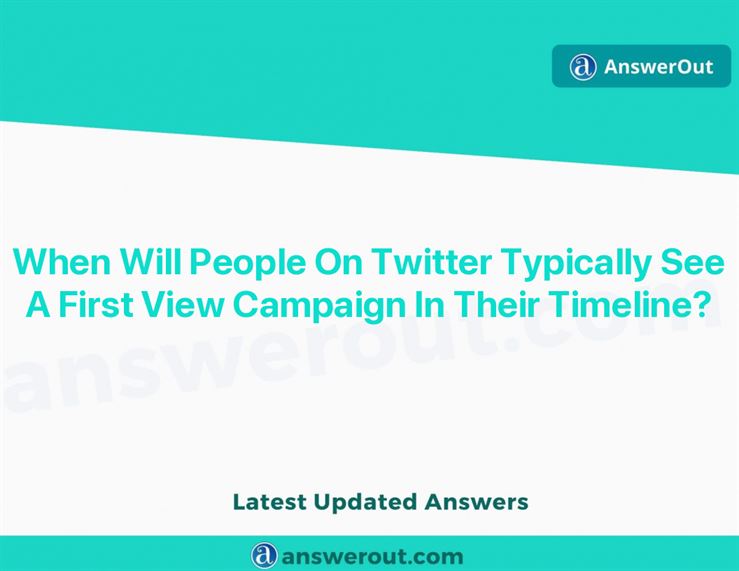 AnswerOut
When Will People On Twitter Typically See
A First View Campaign In Their Timeline?
answerout.com
Latest Updated Answers
answerout.com